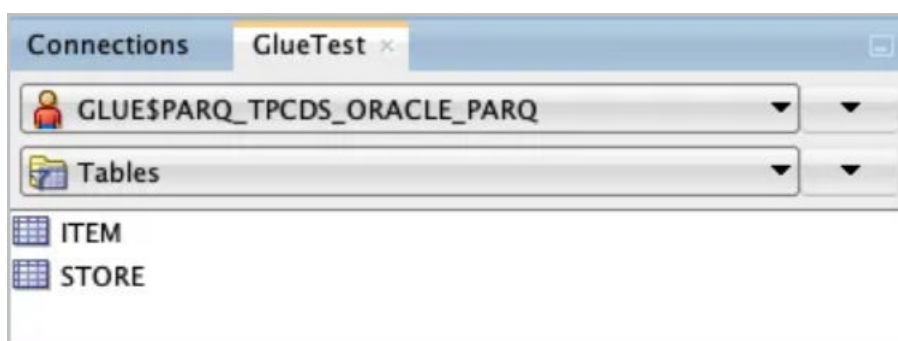 Connections GlueTest
GLUE$PARQ_TPCDS_ORACLE_PARQ
Tables
ITEM
STORE